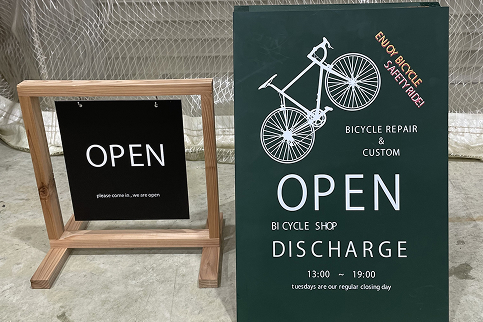 OPEN
please come in , we are open
ENJOY BICYCLE
SAFETY RIDE!
BICYCLE REPAIR
&
CUSTOM
OPEN
BI CYCLE SHOP
DISCHARGE
13:00 ~ 19:00
tuesdays are our regular closing day